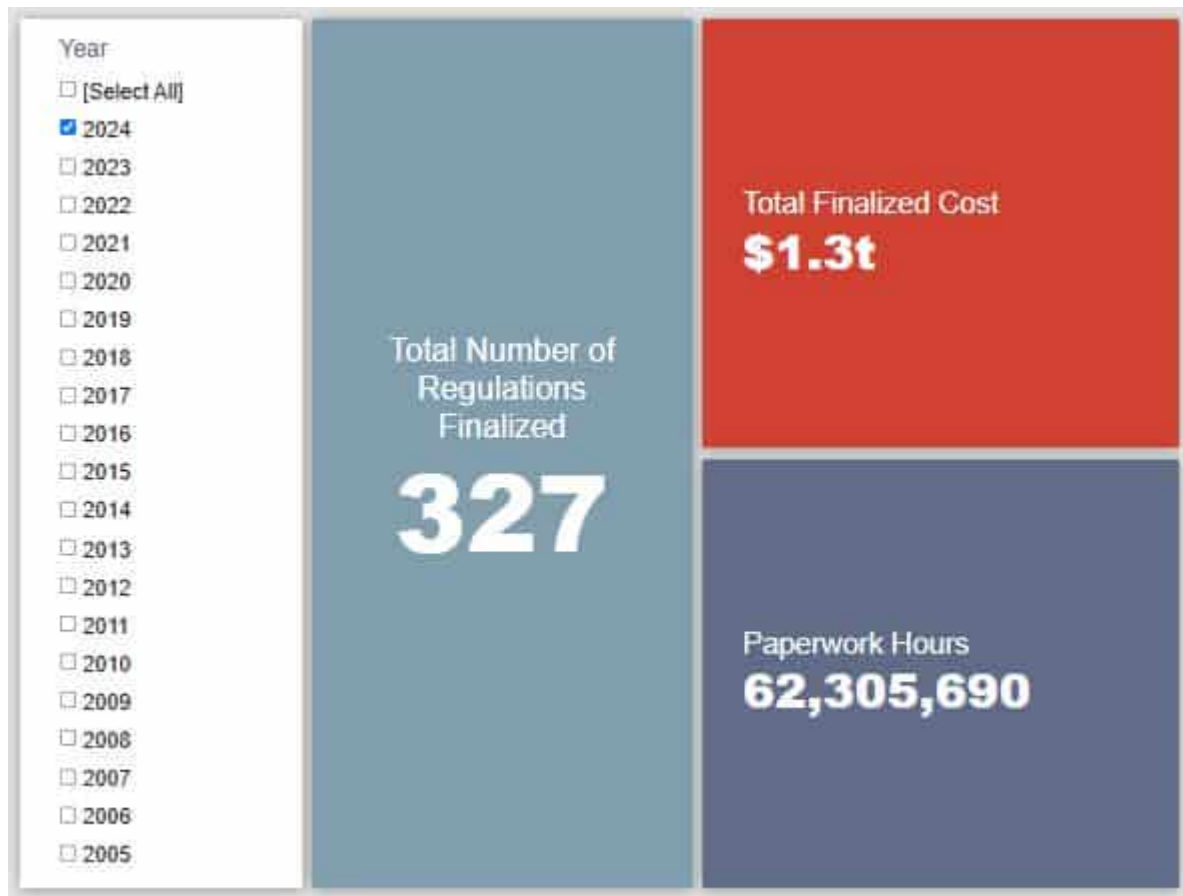 Year
[Select All]
2024
2023
2022
2021
2020
2019
2018
2017
2016
2015
2014
2013
2012
2011
2010
2009
2008
2007
2006
2005
Total Number of
Regulations
Finalized
327
Total Finalized Cost
$1.3t
Paperwork Hours
62,305,690